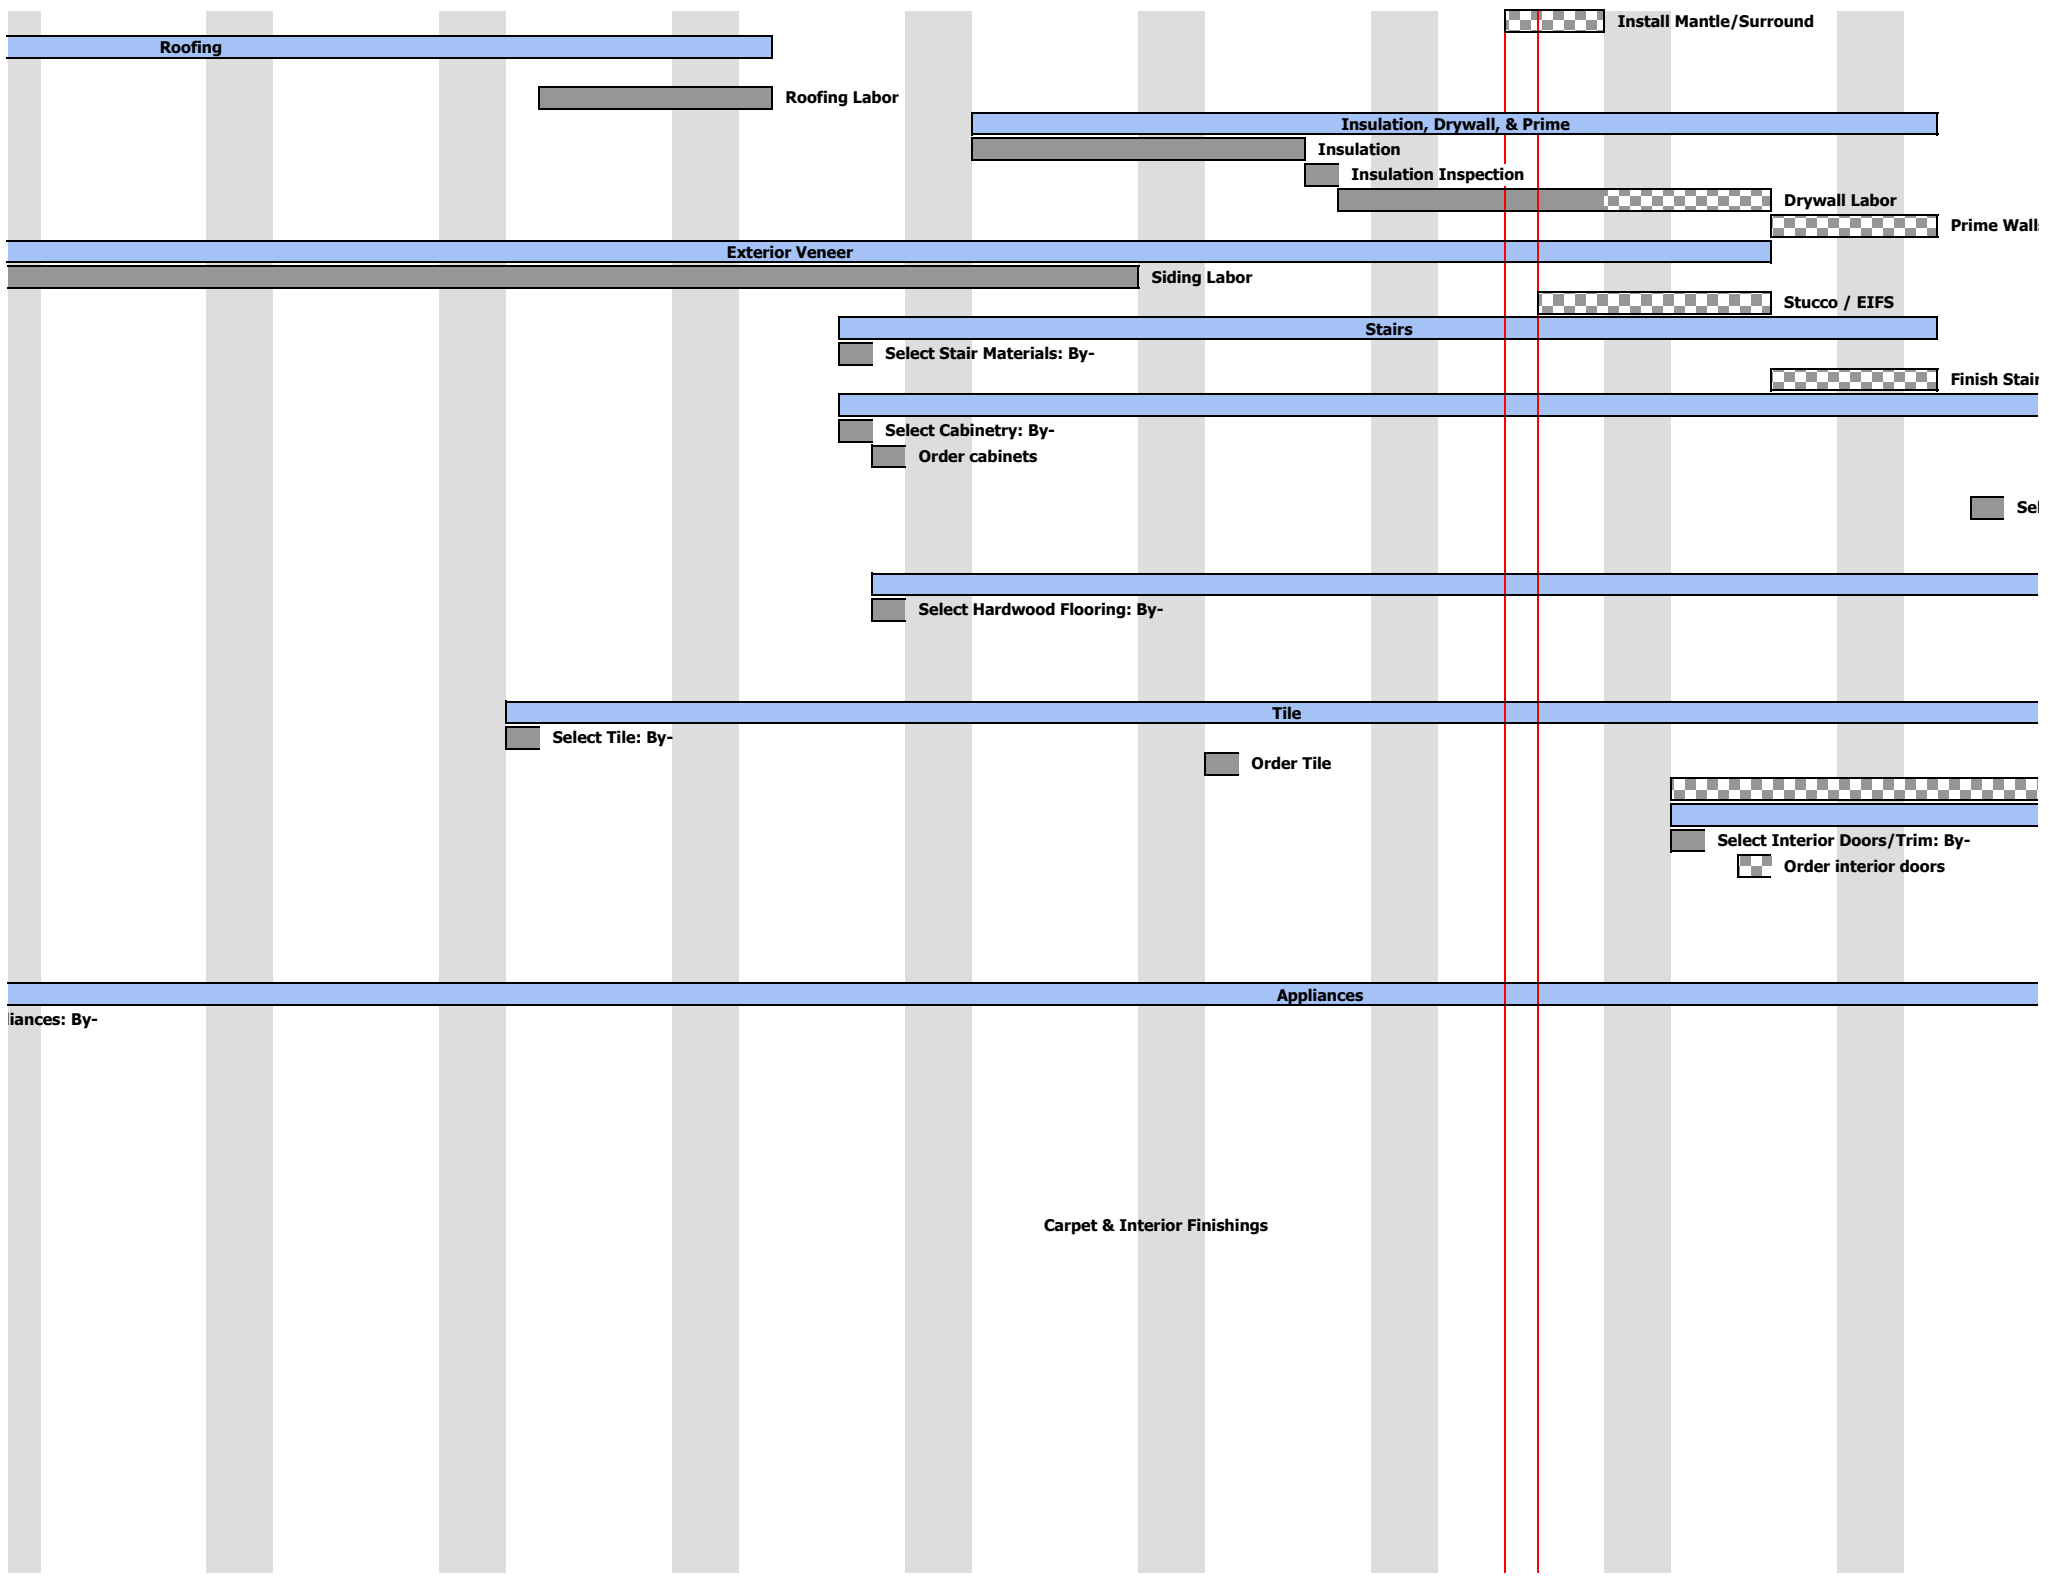 Install Mantle/Surround
Roofing
Roofing Labor
Insulation, Drywall, & Prime
Insulation
Insulation Inspection
Drywall Labor
Prime Wall
Exterior Veneer
Siding Labor
Stucco / EIFS
Stairs
Select Stair Materials: By-
Finish Stair
Select Cabinetry: By-
Order cabinets
Sel
Select Hardwood Flooring: By-
Tile
Select Tile: By-
Order Tile
Select Interior Doors/Trim: By-
Order interior doors
Appliances
iances: By-
Carpet & Interior Finishings